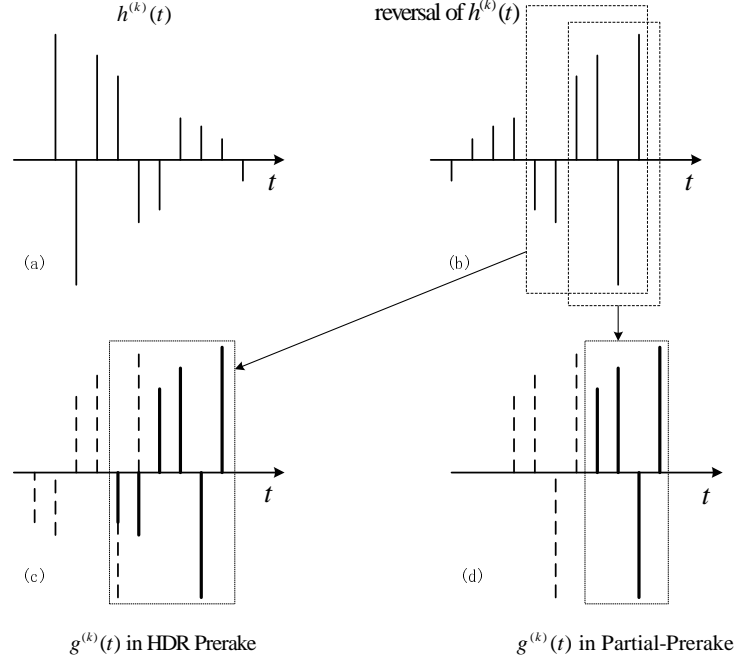 h^(k)(t)
reversal of h^(k)(t)
t
t
(a)
(b)
t
t
(c)
(d)
g^(k)(t) in HDR Prerake
g^(k)(t) in Partial-Prerake